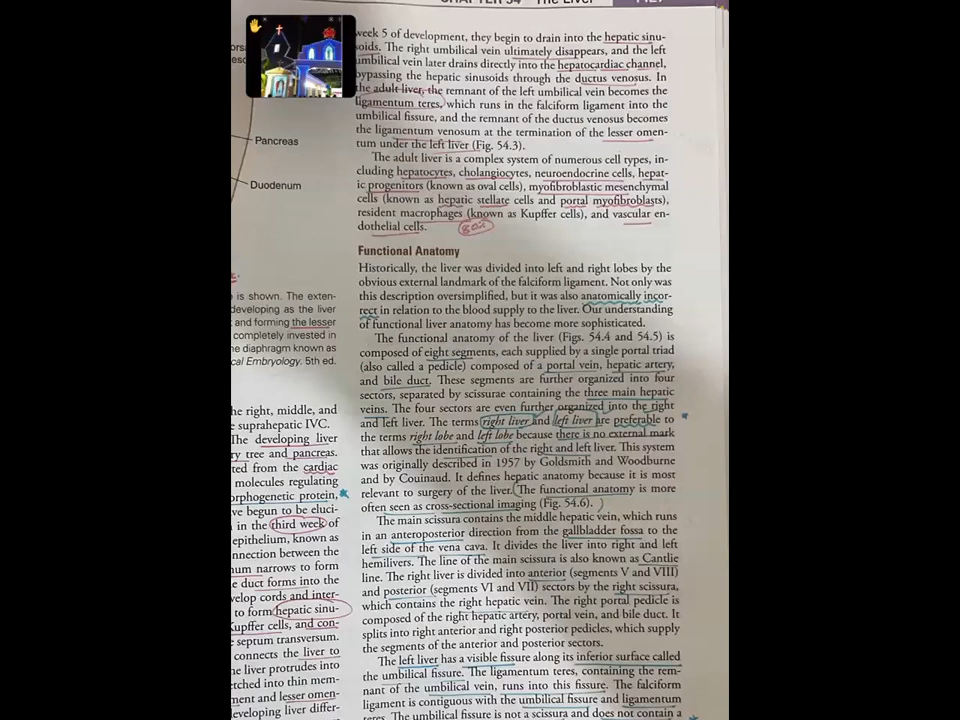 CHAPTER 54 The Liver
week 5 of development, they begin to drain into the hepatic sinu-
soids. The right umbilical vein ultimately disappears, and the left
umbilical vein later drains directly into the hepatocardiac channel,
bypassing the hepatic sinusoids through the ductus venosus. In
the adult liver, the remnant of the left umbilical vein becomes the
ligamentum teres, which runs in the falciform ligament into the
umbilical fissure, and the remnant of the ductus venosus becomes
the ligamentum venosum at the termination of the lesser omen-
tum under the left liver (Fig. 54.3).
The adult liver is a complex system of numerous cell types, in-
cluding hepatocytes, cholangiocytes, neuroendocrine cells, hepat-
ic progenitors (known as oval cells), myofibroblastic mesenchymal
cells (known as hepatic stellate cells and portal myofibroblasts),
resident macrophages (known as Kupffer cells), and vascular en-
dothelial cells.
Functional Anatomy
Historically, the liver was divided into left and right lobes by the
obvious external landmark of the falciform ligament. Not only was
this description oversimplified, but it was also anatomically incor-
rect in relation to the blood supply to the liver. Our understanding
of functional liver anatomy has become more sophisticated.
The functional anatomy of the liver (Figs. 54.4 and 54.5) is
composed of eight segments, each supplied by a single portal triad
(also called a pedicle) composed of a portal vein, hepatic artery,
and bile duct. These segments are further organized into four
sectors, separated by scissurae containing the three main hepatic
veins. The four sectors are even further organized into the right
and left liver. The terms right liver and left liver are preferable to
the terms right lobe and left lobe because there is no external mark
that allows the identification of the right and left liver. This system
was originally described in 1957 by Goldsmith and Woodburne
and by Couinaud. It defines hepatic anatomy because it is most
relevant to surgery of the liver. The functional anatomy is more
often seen as cross-sectional imaging (Fig. 54.6).
The main scissura contains the middle hepatic vein, which runs
in an anteroposterior direction from the gallbladder fossa to the
left side of the vena cava. It divides the liver into right and left
hemilivers. The line of the main scissura is also known as Cantlie
line. The right liver is divided into anterior (segments V and VIII)
and posterior (segments VI and VII) sectors by the right scissura,
which contains the right hepatic vein. The right portal pedicle is
composed of the right hepatic artery, portal vein, and bile duct. It
splits into right anterior and right posterior pedicles, which supply
the segments of the anterior and posterior sectors.
The left liver has a visible fissure along its inferior surface called
the umbilical fissure. The ligamentum teres, containing the rem-
nant of the umbilical vein, runs into this fissure. The falciform
ligament is contiguous with the umbilical fissure and ligamentum
teres. The umbilical fissure is not a scissura and does not contain a
Pancreas
Duodenum
is shown. The exten-
developing as the liver
and forming the lesser
completely invested in
he diaphragm known as
cal Embryology. 5th ed.
he right, middle, and
suprahepatic IVC.
The developing liver
ry tree and pancreas.
ted from the cardiac
molecules regulating
orphogenetic protein,
ve begun to be eluci-
in the third week of
epithelium, known as
nnection between the
num narrows to form
e duct forms into the
velop cords and inter-
to form hepatic sinu-
Kupffer cells, and con-
septum transversum.
connects the liver to
he liver protrudes into
etched into thin mem-
ment and lesser omen-
eveloping liver differ-